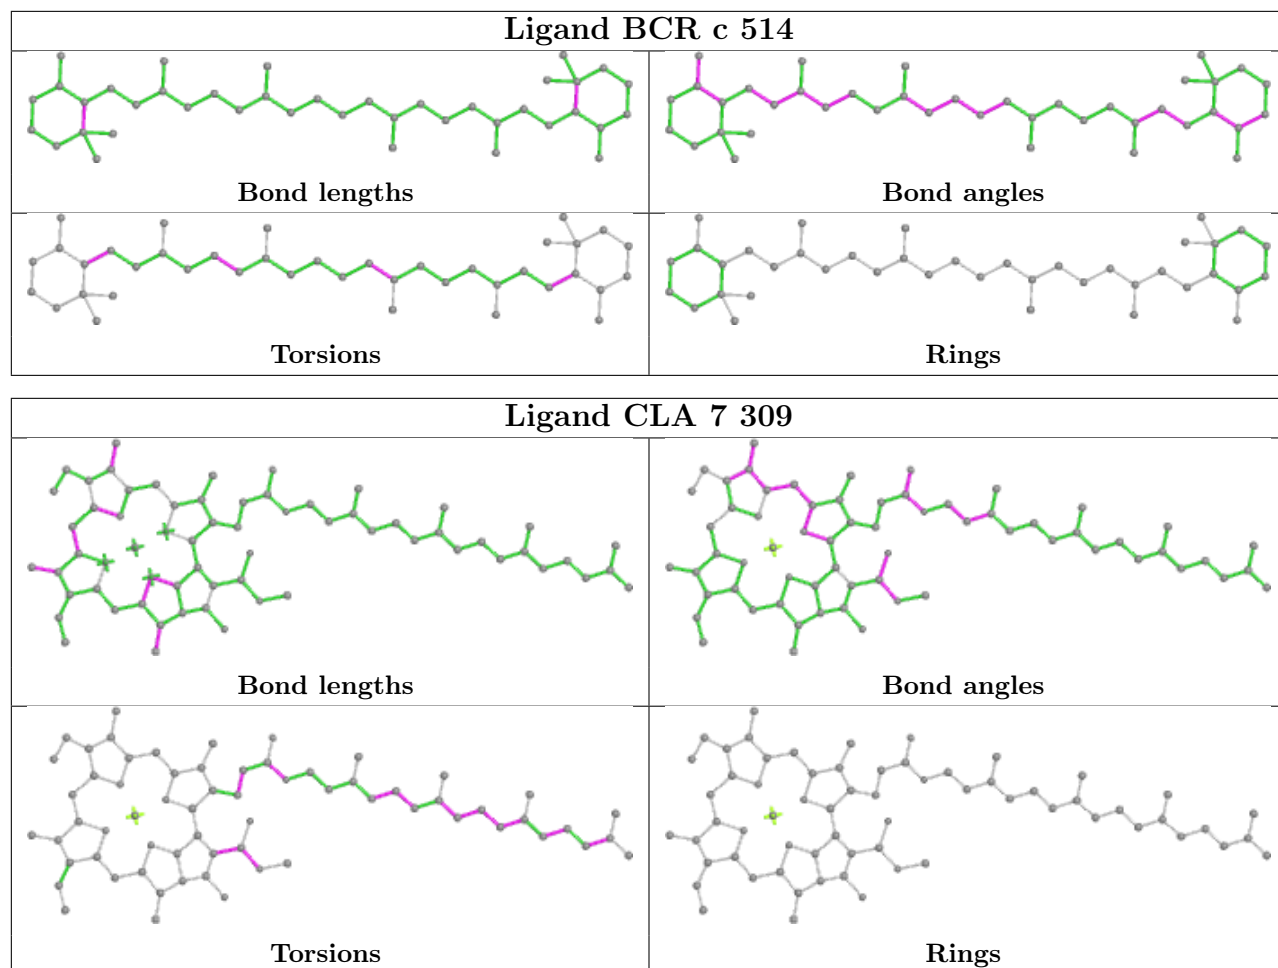 Ligand BCR c 514
Bond lengths
Bond angles
Torsions
Rings
Ligand CLA 7 309
Bond lengths
Bond angles
Torsions
Rings